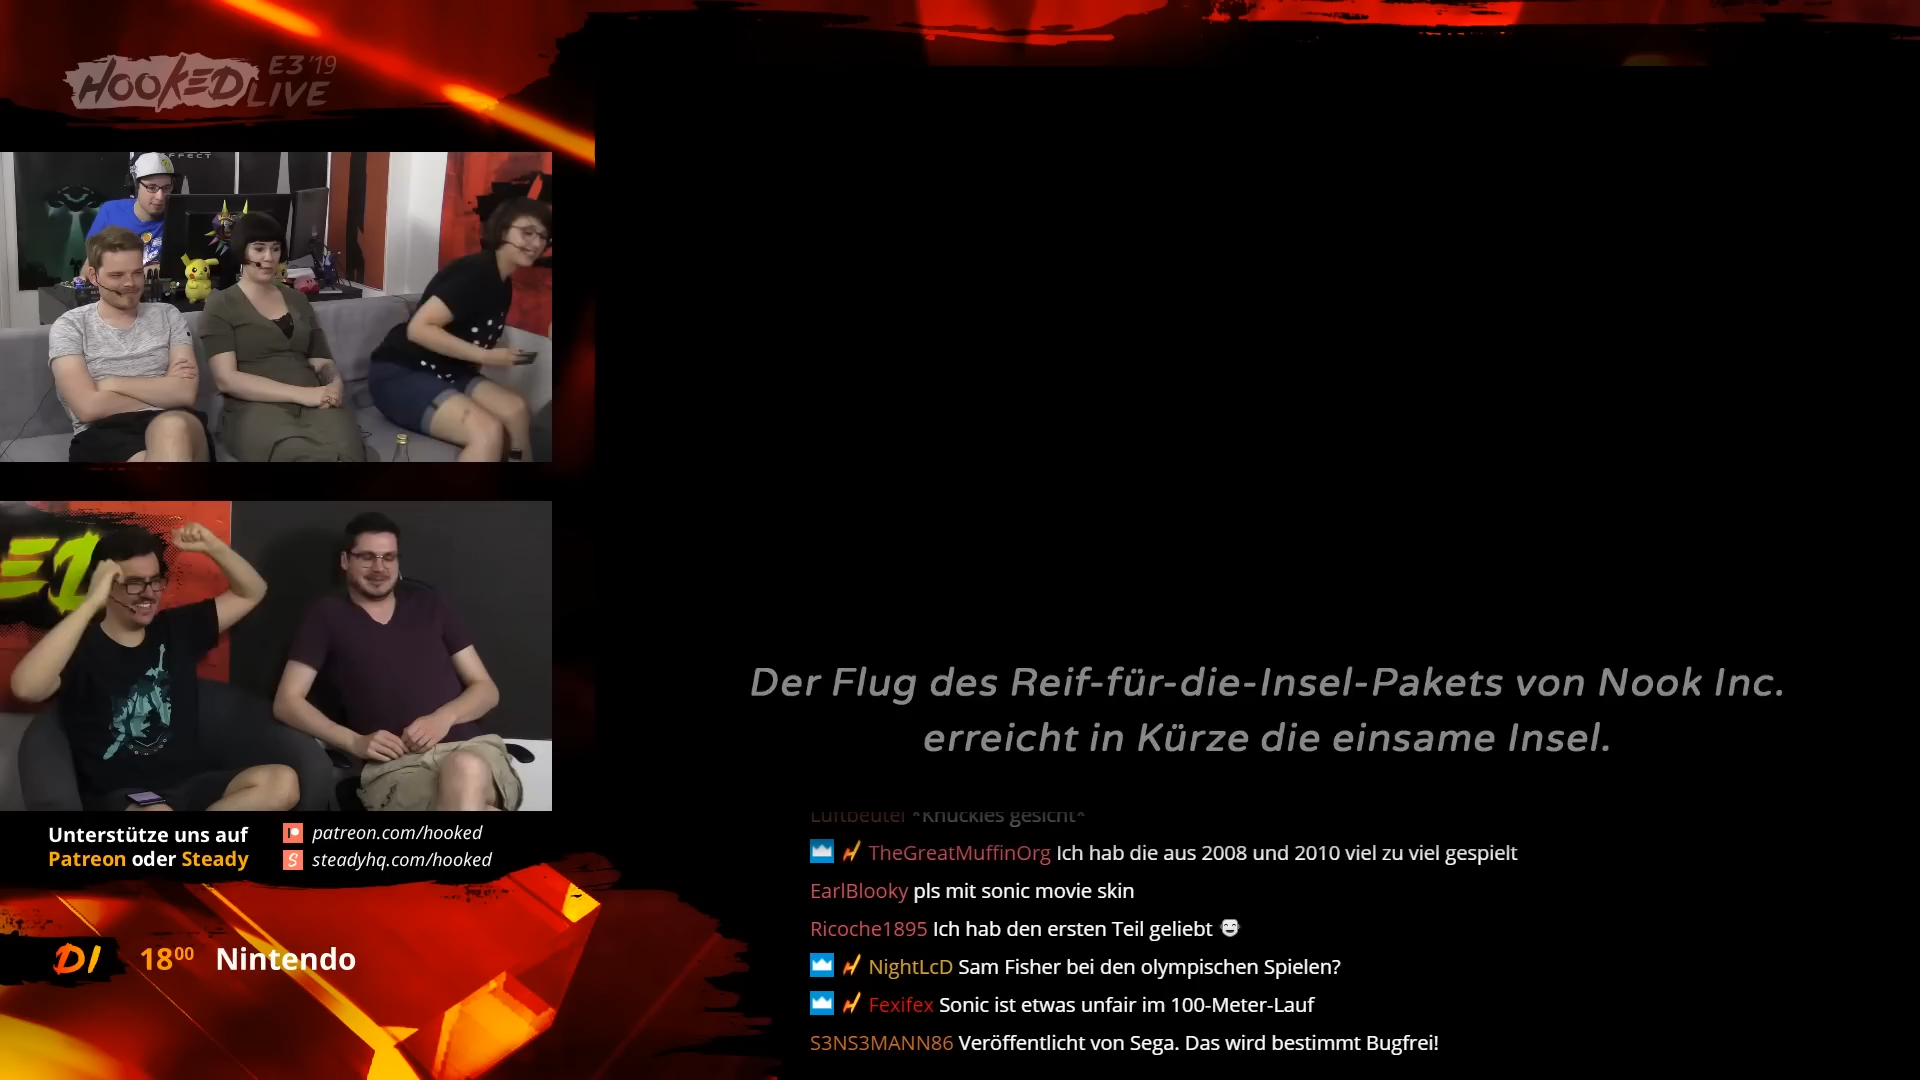 HOOKED E3'19
LIVE
EFFECT
Der Flug des Reif-für-die-Insel-Pakets von Nook Inc.
erreicht in Kürze die einsame Insel.
Luftbeutel *Knuckles gesicht*
TheGreatMuffinOrg Ich hab die aus 2008 und 2010 viel zu viel gespielt
EarlBlooky pls mit sonic movie skin
Ricoche1895 Ich hab den ersten Teil geliebt
NightLcD Sam Fisher bei den olympischen Spielen?
Fexifex Sonic ist etwas unfair im 100-Meter-Lauf
S3NS3MANN86 Veröffentlicht von Sega. Das wird bestimmt Bugfrei!
Unterstütze uns auf
Patreon oder Steady
patreon.com/hooked
steadyhq.com/hooked
DI 1800 Nintendo